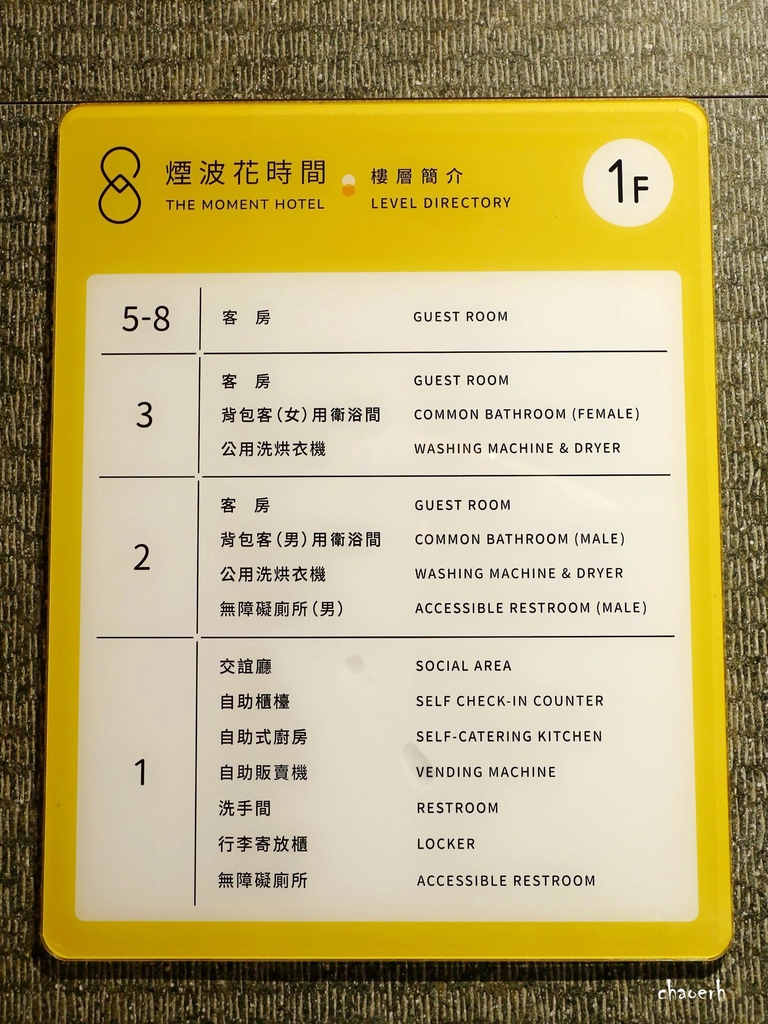 煙波花時間
THE MOMENT HOTEL
樓層簡介
LEVEL DIRECTORY
1F
5-8
客 房 GUEST ROOM
3
客 房 GUEST ROOM
背包客(女)用衛浴間 COMMON BATHROOM (FEMALE)
公用洗烘衣機 WASHING MACHINE & DRYER
2
客 房 GUEST ROOM
背包客(男)用衛浴間 COMMON BATHROOM (MALE)
公用洗烘衣機 WASHING MACHINE & DRYER
無障礙廁所(男) ACCESSIBLE RESTROOM (MALE)
1
交誼廳 SOCIAL AREA
自助櫃檯 SELF CHECK-IN COUNTER
自助式廚房 SELF-CATERING KITCHEN
自助販賣機 VENDING MACHINE
洗手間 RESTROOM
行李寄放櫃 LOCKER
無障礙廁所 ACCESSIBLE RESTROOM
chaoerh